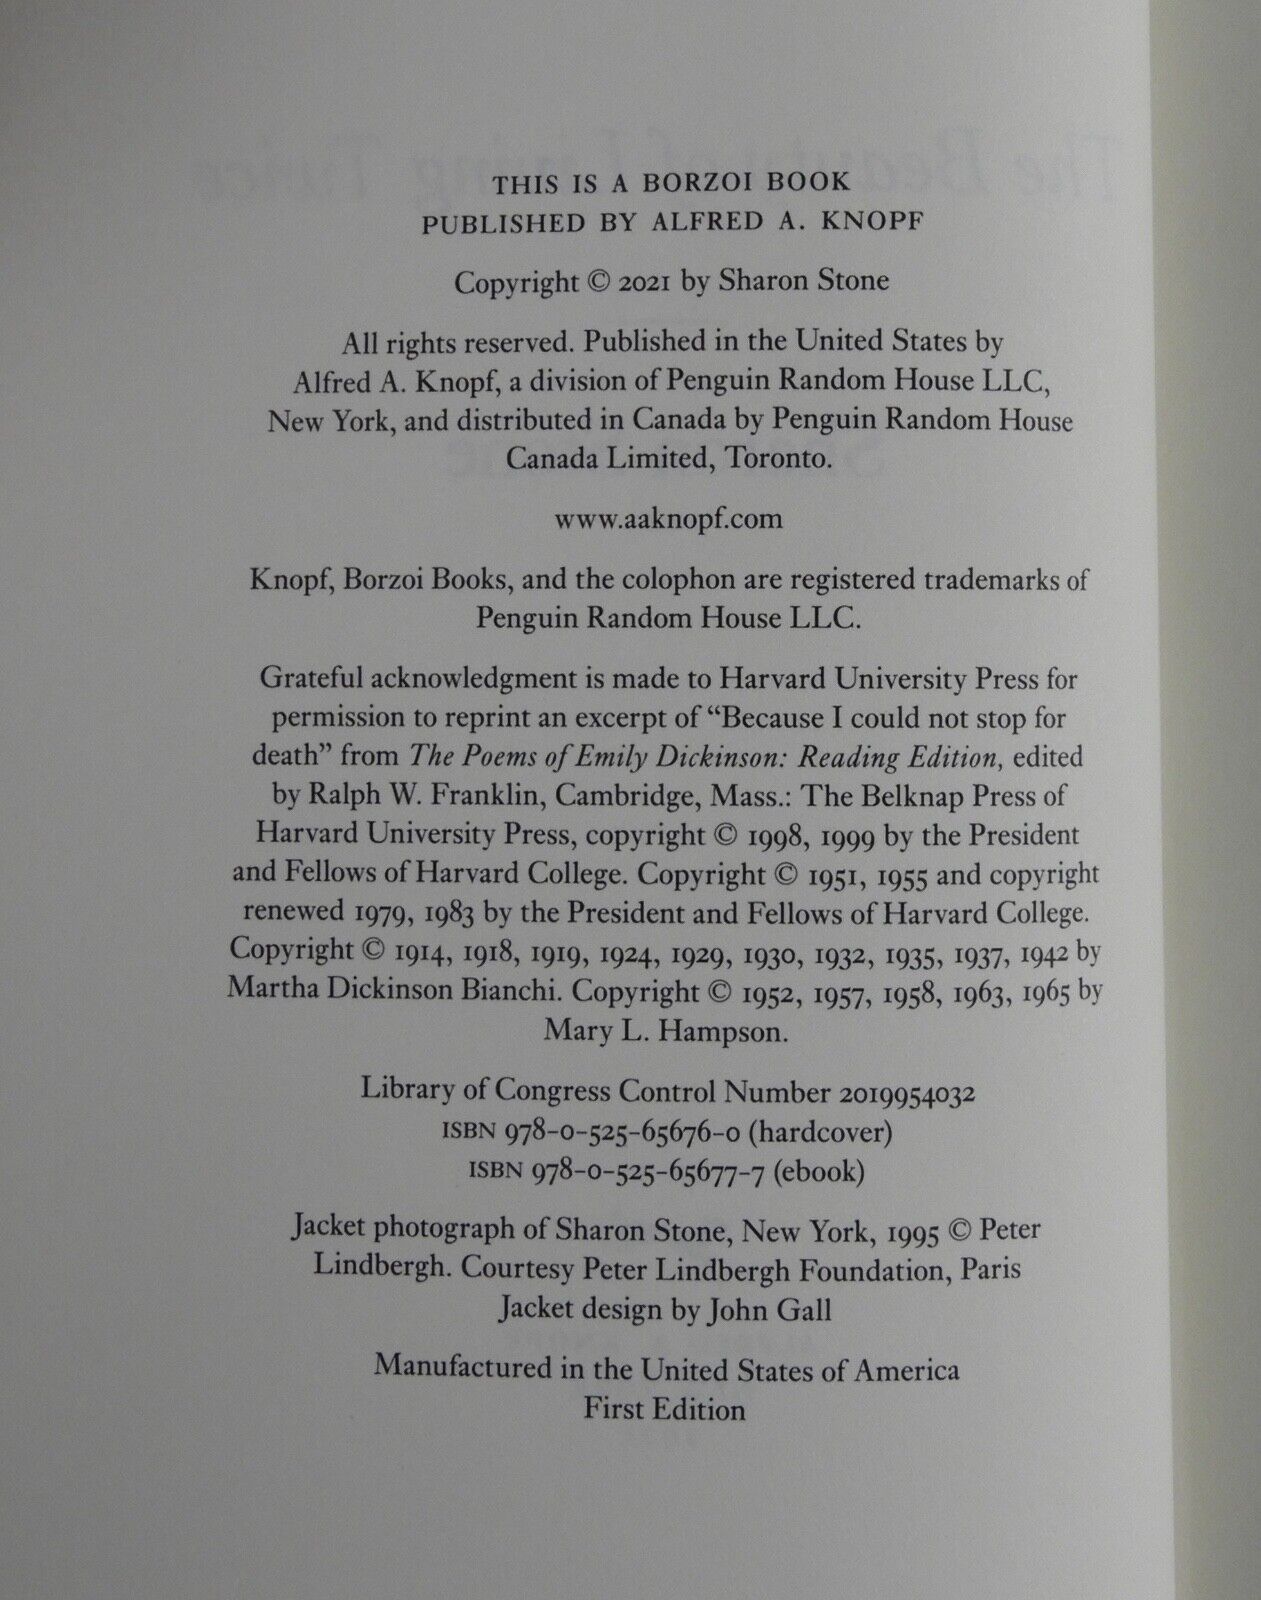 THIS IS A BORZOI BOOK
PUBLISHED BY ALFRED A. KNOPF
Copyright © 2021 by Sharon Stone
All rights reserved. Published in the United States by
Alfred A. Knopf, a division of Penguin Random House LLC,
New York, and distributed in Canada by Penguin Random House
Canada Limited, Toronto.
www.aaknopf.com
Knopf, Borzoi Books, and the colophon are registered trademarks of
Penguin Random House LLC.
Grateful acknowledgment is made to Harvard University Press for
permission to reprint an excerpt of “Because I could not stop for
death” from The Poems of Emily Dickinson: Reading Edition, edited
by Ralph W. Franklin, Cambridge, Mass.: The Belknap Press of
Harvard University Press, copyright © 1998, 1999 by the President
and Fellows of Harvard College. Copyright © 1951, 1955 and copyright
renewed 1979, 1983 by the President and Fellows of Harvard College.
Copyright © 1914, 1918, 1919, 1924, 1929, 1930, 1932, 1935, 1937, 1942 by
Martha Dickinson Bianchi. Copyright © 1952, 1957, 1958, 1963, 1965 by
Mary L. Hampson.
Library of Congress Control Number 2019954032
ISBN 978-0-525-65676-0 (hardcover)
ISBN 978-0-525-65677-7 (ebook)
Jacket photograph of Sharon Stone, New York, 1995 © Peter
Lindbergh. Courtesy Peter Lindbergh Foundation, Paris
Jacket design by John Gall
Manufactured in the United States of America
First Edition